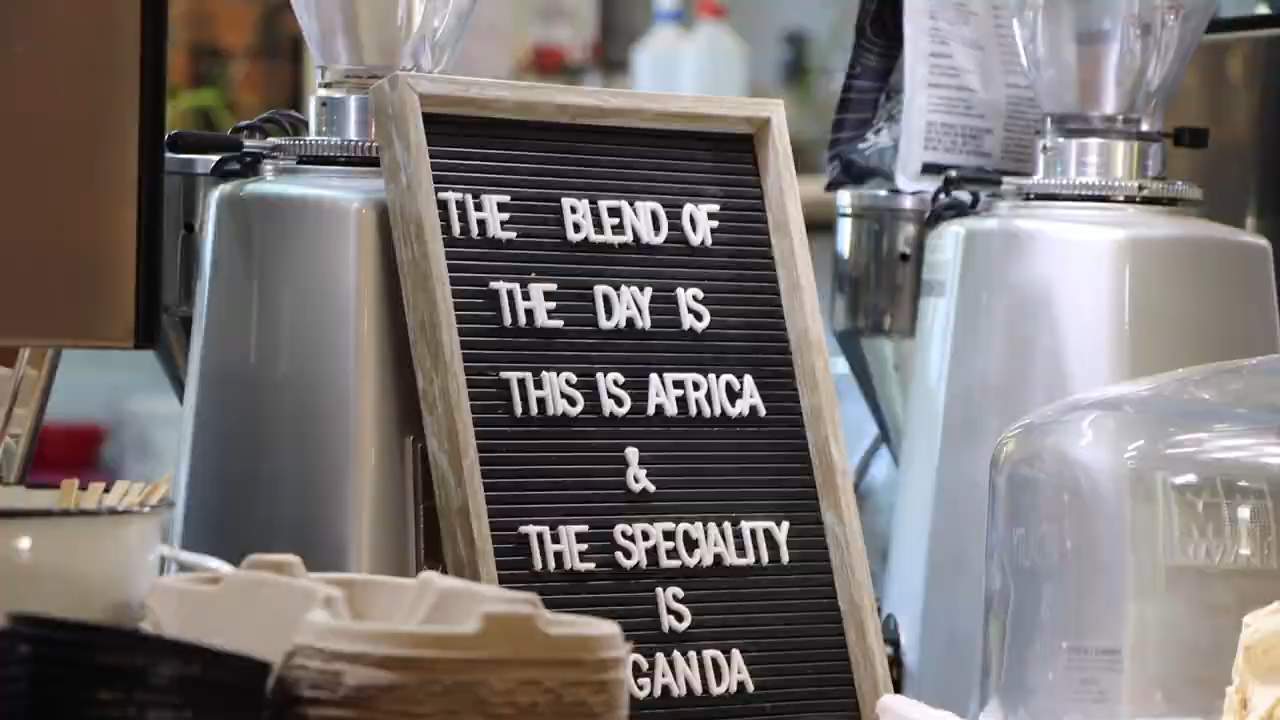 THE BLEND OF
THE DAY IS
THIS IS AFRICA
&
THE SPECIALITY
IS
GANDA